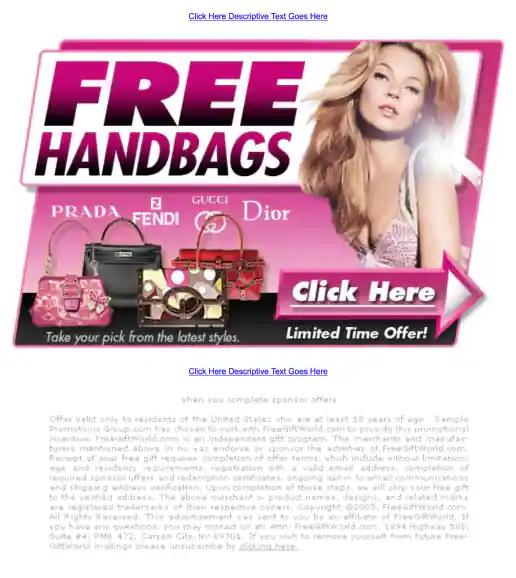 Click Here Descriptive Text Goes Here
FREE
HANDBAGS
PRADA FENDI GUCCI Dior
Click Here
Take your pick from the latest styles.
Limited Time Offer!
Click Here Descriptive Text Goes Here
when you complete sponsor offers
Offer valid only to residents of the United States who are at least 18 years of age. Sample
Promotions Group.com has chosen to work with FreeGiftWorld.com to provide this promotional
incentive. FreeGiftWorld.com is an independent gift program. The merchants and manufac-
turers mentioned above in no way endorse or sponsor the activities of FreeGiftWorld.com.
Receipt of your free gift requires completion of offer terms, which include without limitation:
age and residency requirements, registration with a valid email address, completion of
required sponsor offers and redemption certificates, ongoing opt-in to email communications
and shipping address verification. Upon completion of those steps, we will ship your free gift
to the verified address. The above merchant or product names, designs, and related marks
are registered trademarks of their respective owners. Copyright ©2005, FreeGiftWorld.com.
All Rights Reserved. This advertisement was sent to you by an affiliate of FreeGiftWorld. If
you have any questions, you may contact us at: Attn: FreeGiftWorld.com, 1894 Highway 50E,
Suite #4, PMB 472, Carson City, NV 89701. If you wish to remove yourself from future Free-
GiftWorld mailings please unsubscribe by clicking here.